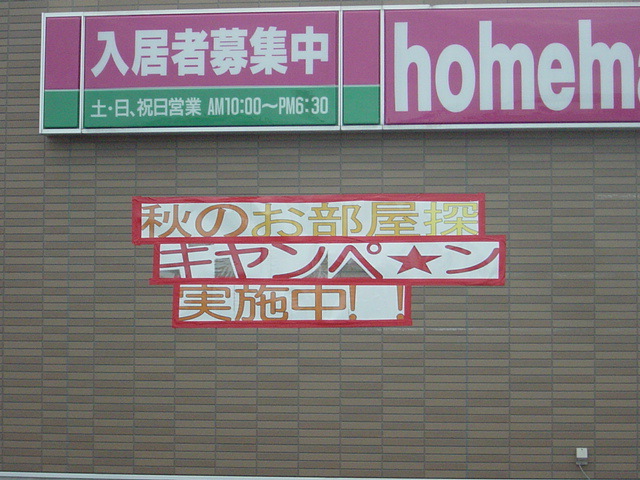 入居者募集中
土・日、祝日営業 AM10:00～PM6:30
homema
秋のお部屋探
キャンペ★ン
実施中!!